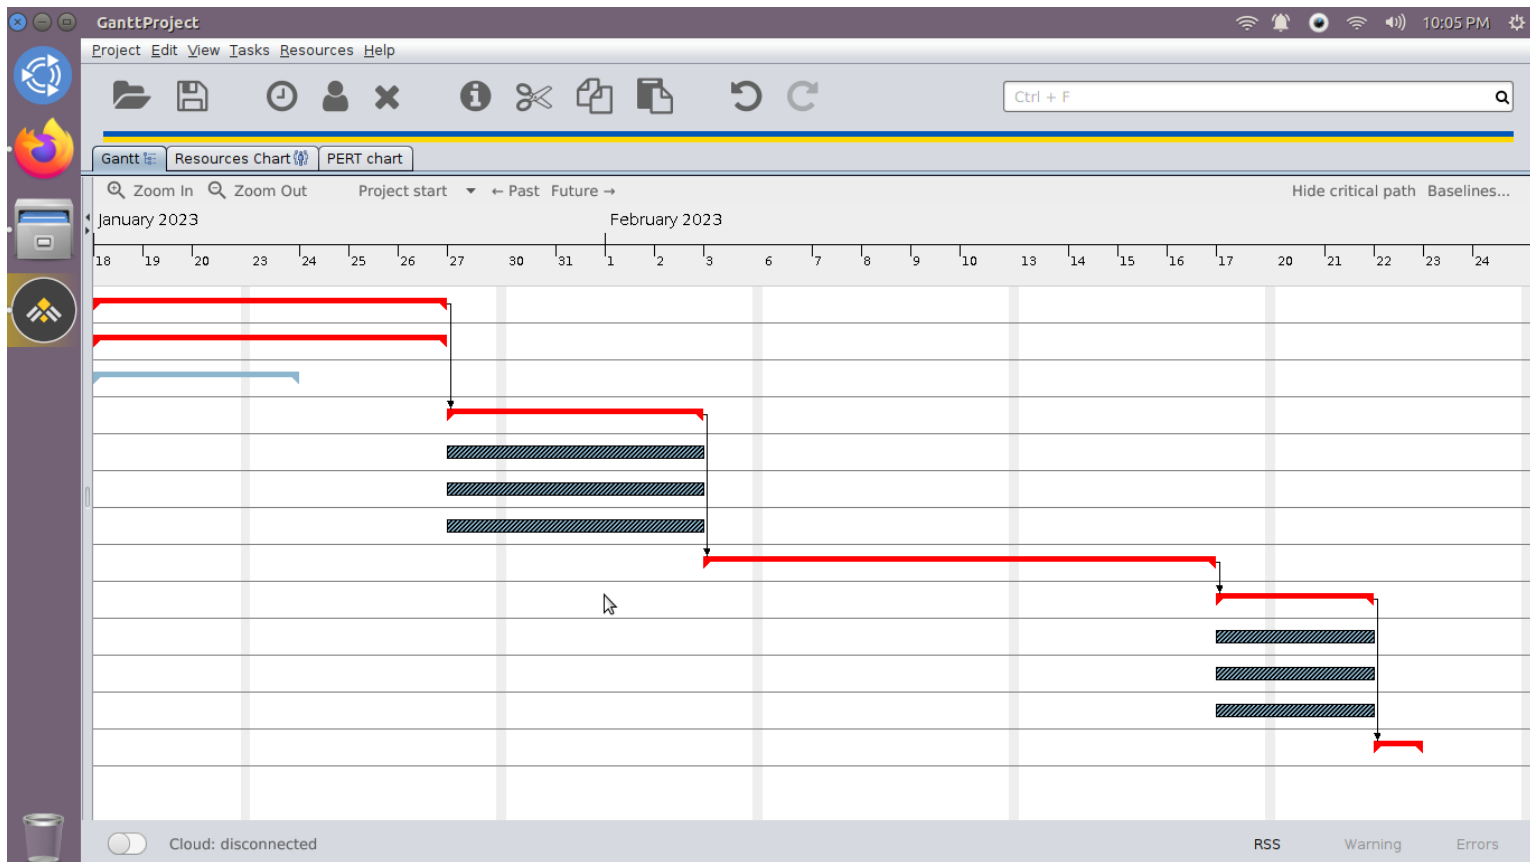 GanttProject
10:05 PM
Project Edit View Tasks Resources Help
Ctrl + F
Gantt Resources Chart PERT chart
Zoom In Zoom Out Project start ← Past Future → Hide critical path Baselines...
January 2023 February 2023
18 19 20 23 24 25 26 27 30 31 1 2 3 6 7 8 9 10 13 14 15 16 17 20 21 22 23 24
Cloud: disconnected RSS Warning Errors